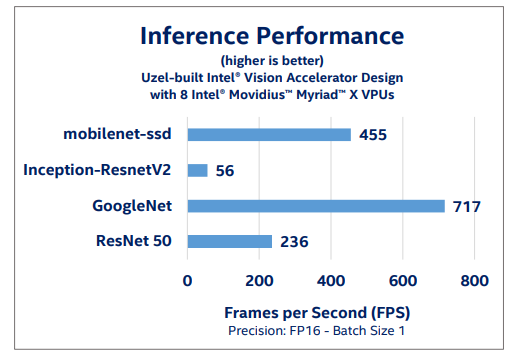 Inference Performance
(higher is better)
Uzel-built Intel® Vision Accelerator Design
with 8 Intel® Movidius™ Myriad™ X VPUs
mobilenet-ssd 455
Inception-ResnetV2 56
GoogleNet 717
ResNet 50 236
0 200 400 600 800
Frames per Second (FPS)
Precision: FP16 - Batch Size 1